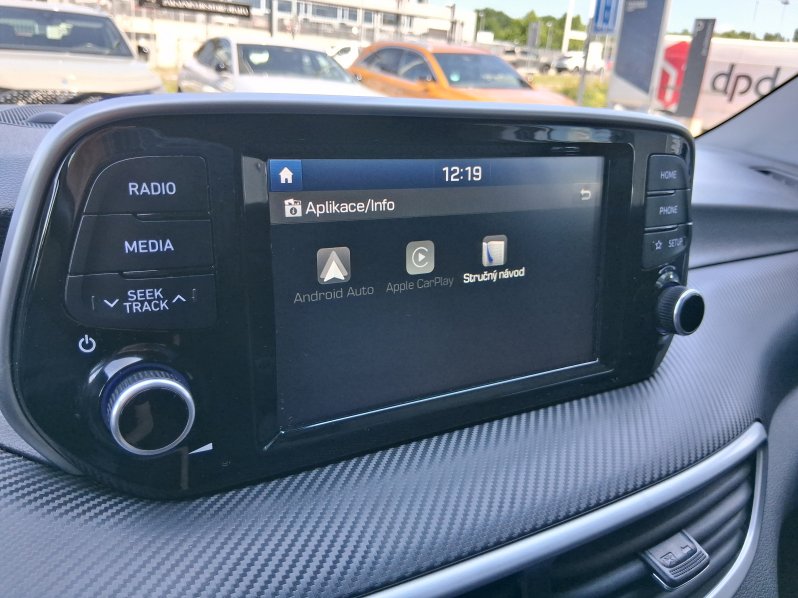 dpd
RADIO
MEDIA
SEEK
TRACK
12:19
Aplikace/Info
Android Auto
Apple CarPlay
Stručný návod
HOME
PHONE
SETUP